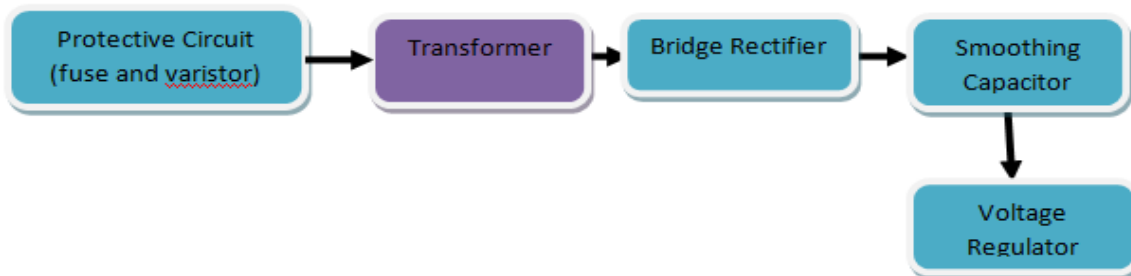 Protective Circuit
(fuse and varistor)
Transformer
Bridge Rectifier
Smoothing
Capacitor
Voltage
Regulator